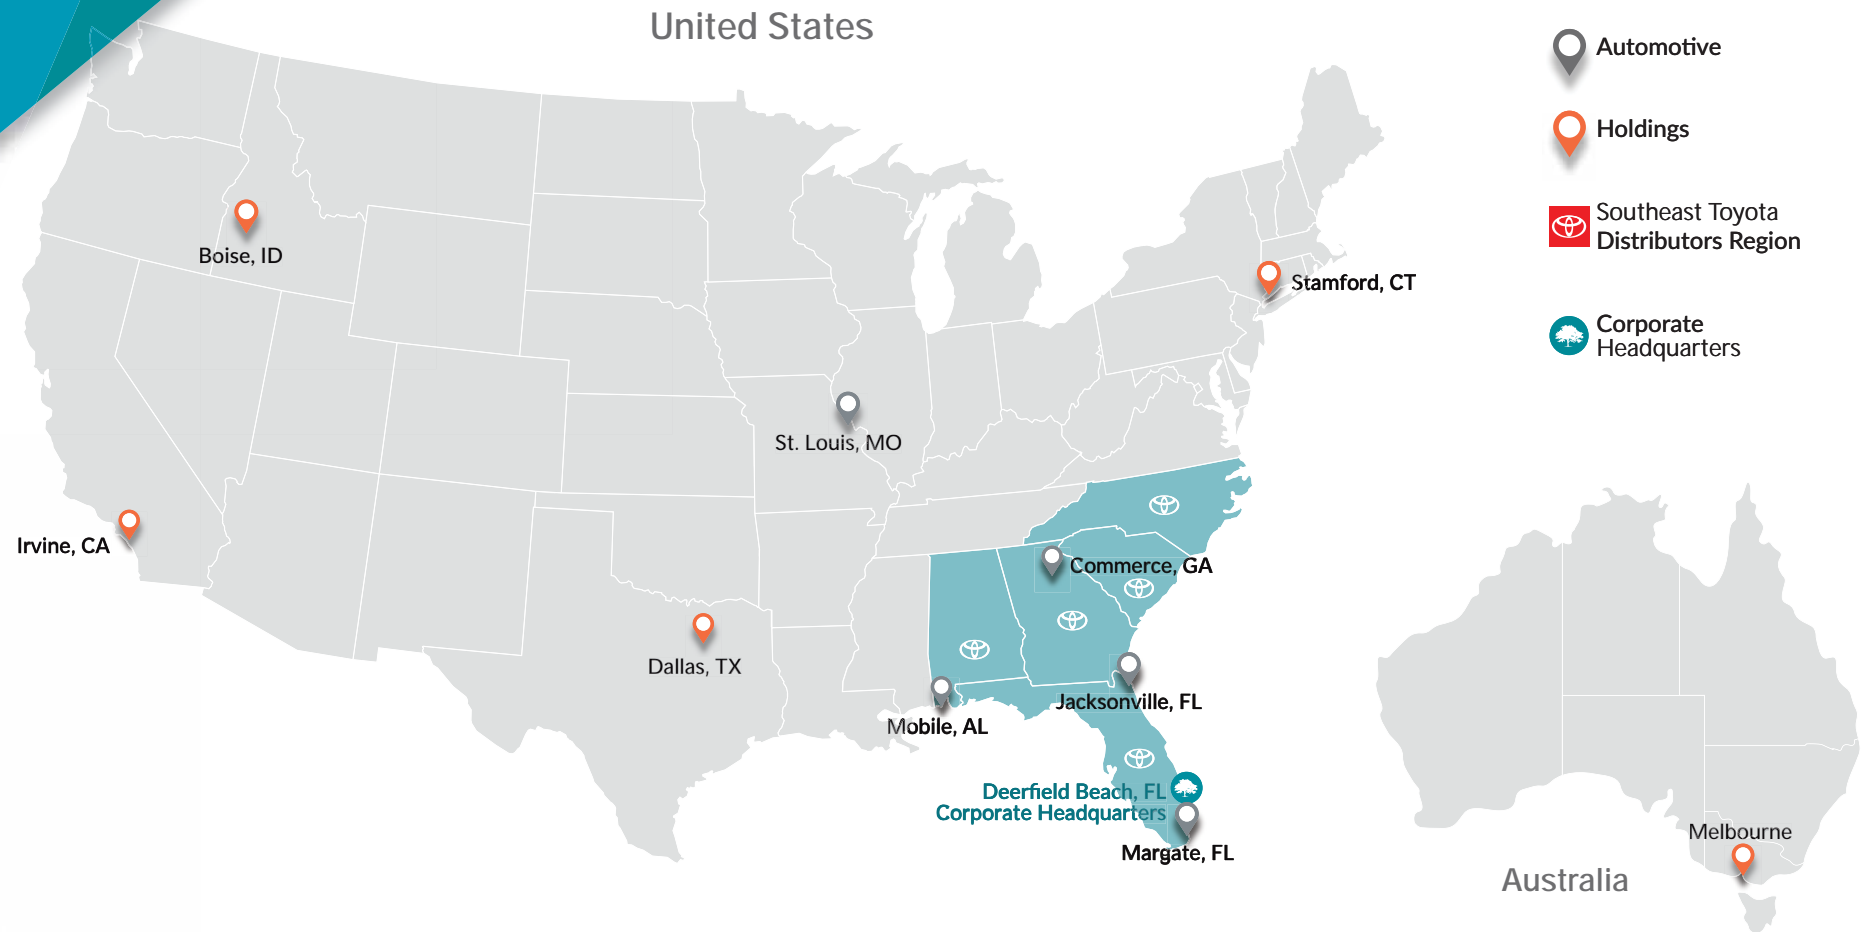 United States
Automotive
Holdings
Southeast Toyota
Distributors Region
Corporate
Headquarters
Boise, ID
Stamford, CT
St. Louis, MO
Irvine, CA
Commerce, GA
Dallas, TX
Jacksonville, FL
Mobile, AL
Deerfield Beach, FL
Corporate Headquarters
Margate, FL
Melbourne
Australia